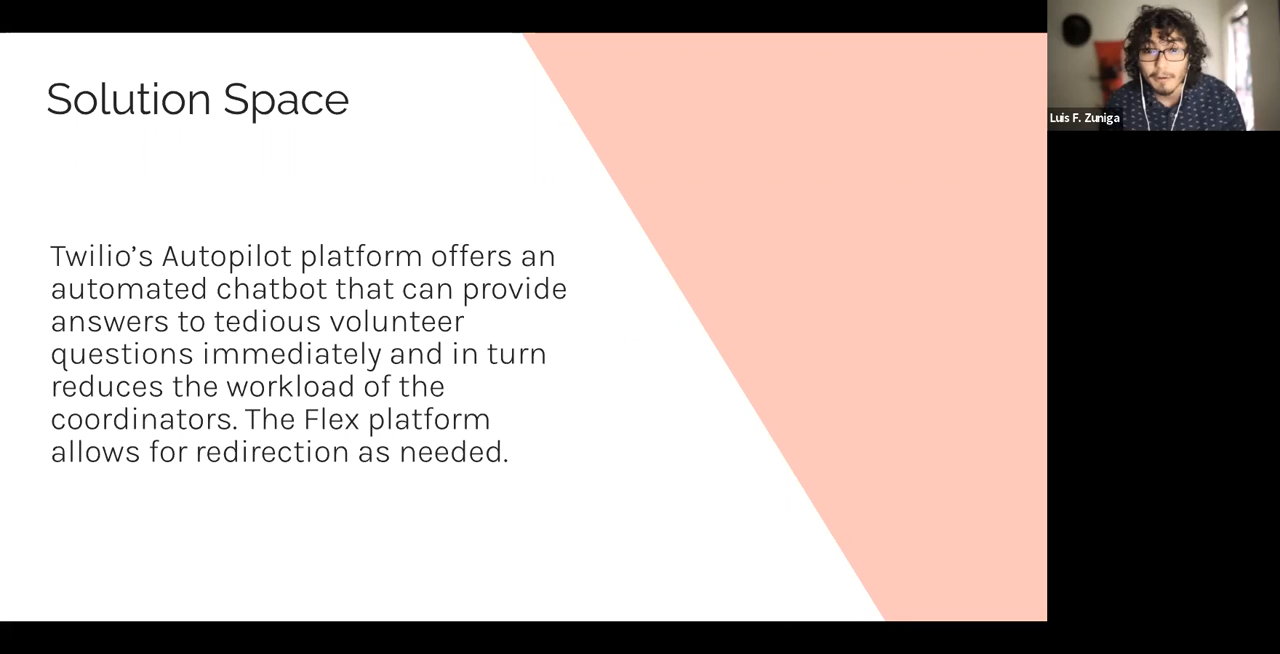 Solution Space
Twilio’s Autopilot platform offers an
automated chatbot that can provide
answers to tedious volunteer
questions immediately and in turn
reduces the workload of the
coordinators. The Flex platform
allows for redirection as needed.
Luis F. Zuniga